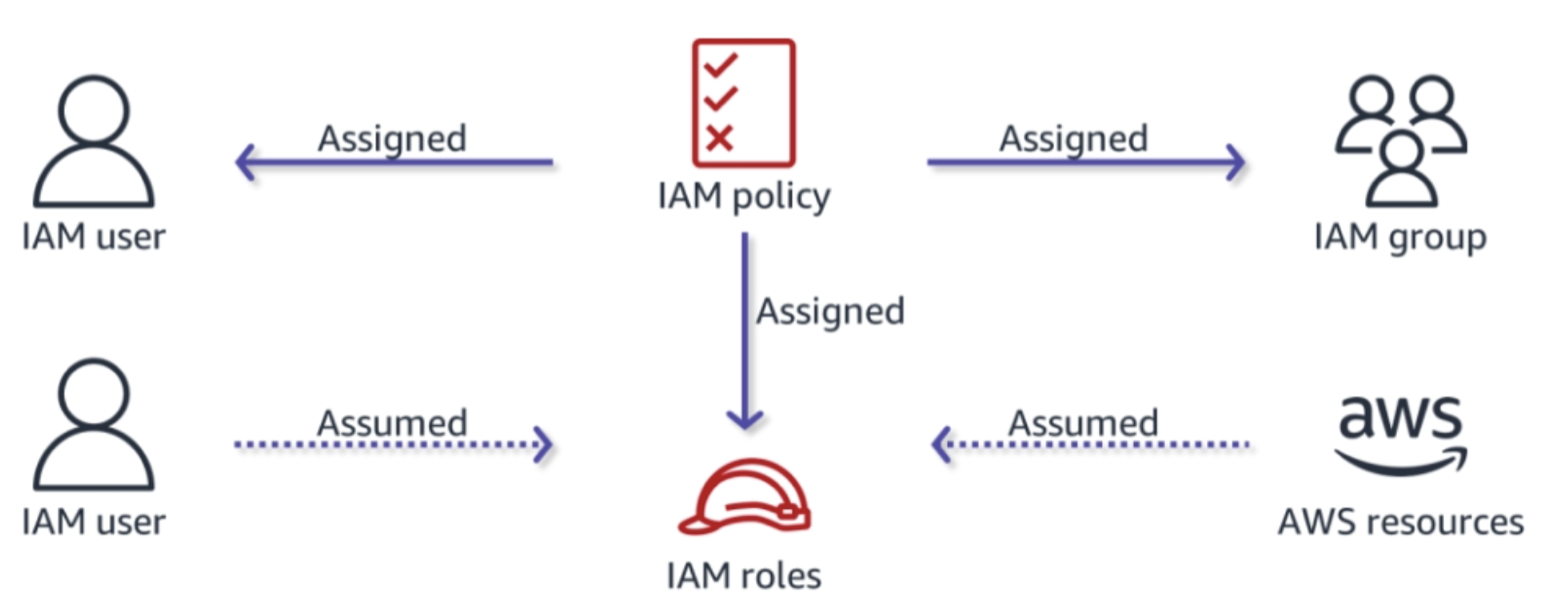 Assigned
Assigned
IAM policy
IAM user
IAM group
Assigned
aws
Assumed
Assumed
IAM user
AWS resources
IAM roles